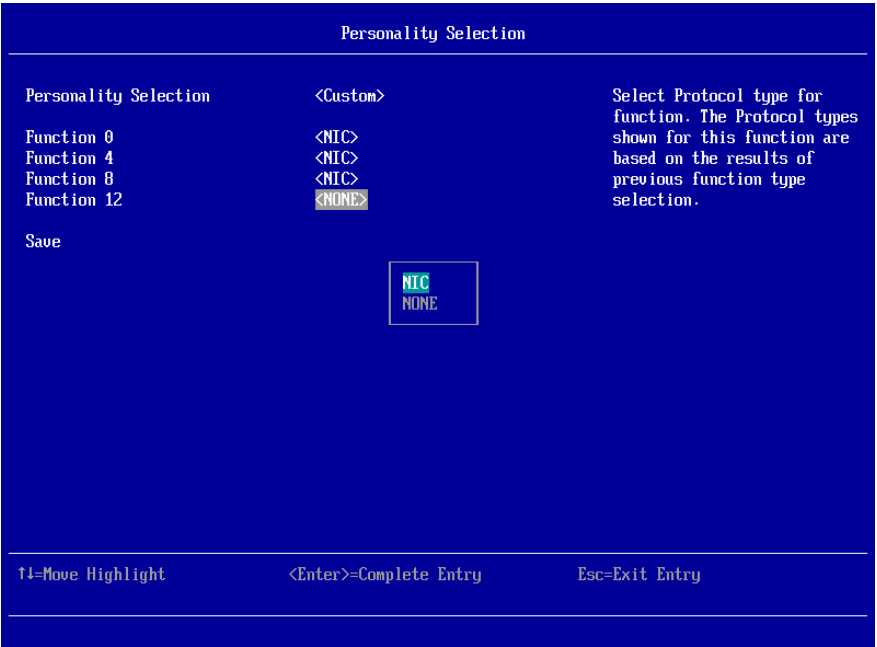 Personality Selection
Personality Selection <Custom>
Function 0 <NIC>
Function 4 <NIC>
Function 8 <NIC>
Function 12 <NONE>
Save
Select Protocol type for
function. The Protocol types
shown for this function are
based on the results of
previous function type
selection.
NIC
NONE
↑↓=Move Highlight <Enter>=Complete Entry Esc=Exit Entry